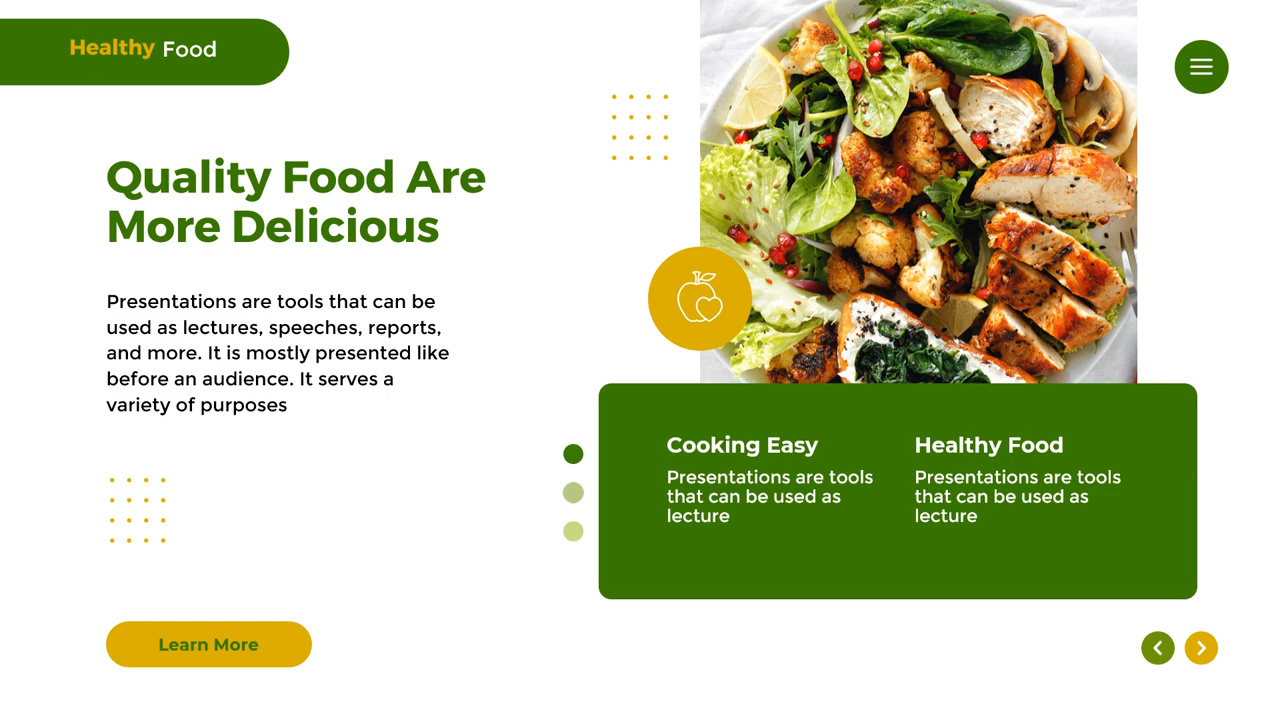 Healthy Food
Quality Food Are
More Delicious
Presentations are tools that can be
used as lectures, speeches, reports,
and more. It is mostly presented like
before an audience. It serves a
variety of purposes
Learn More
Cooking Easy
Presentations are tools
that can be used as
lecture
Healthy Food
Presentations are tools
that can be used as
lecture